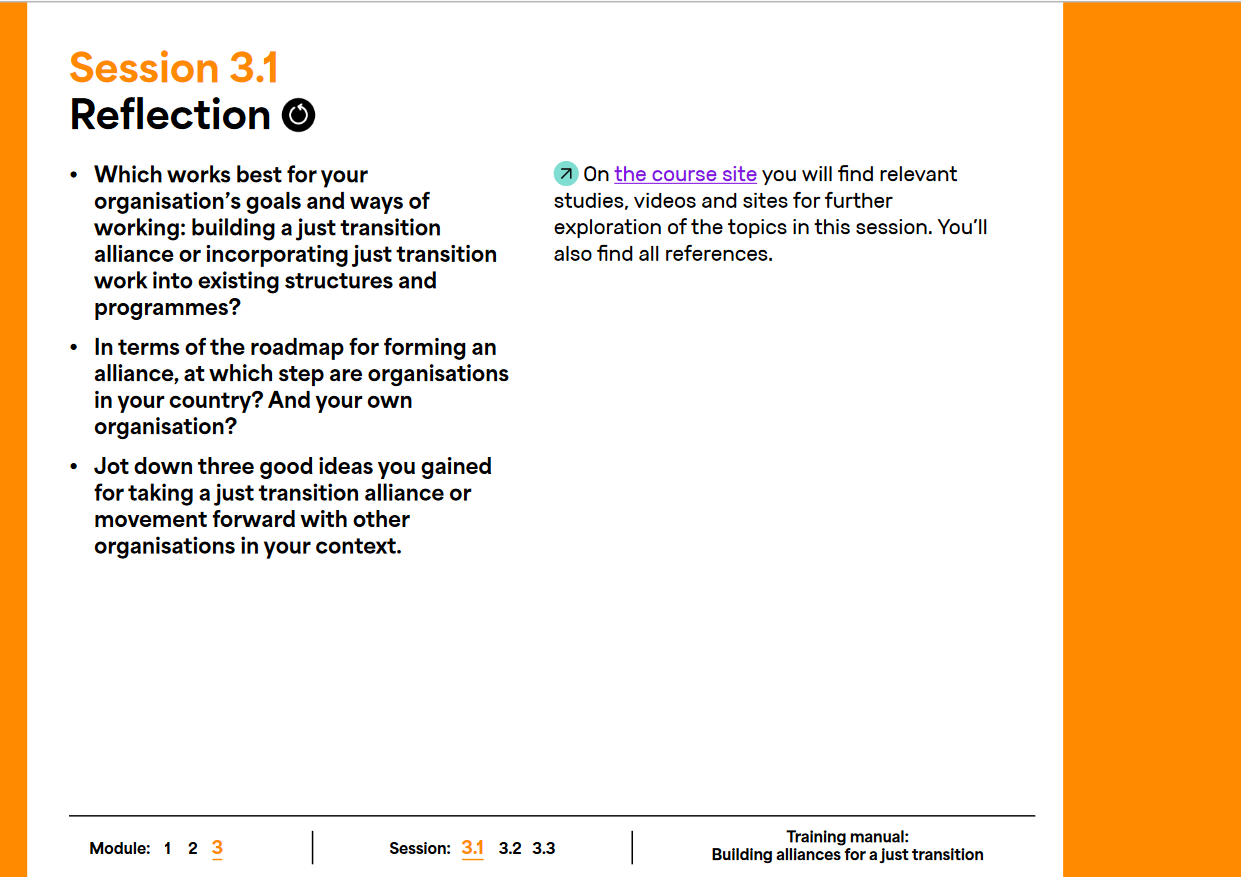 Session 3.1
Reflection
• Which works best for your
organisation’s goals and ways of
working: building a just transition
alliance or incorporating just transition
work into existing structures and
programmes?
• In terms of the roadmap for forming an
alliance, at which step are organisations
in your country? And your own
organisation?
• Jot down three good ideas you gained
for taking a just transition alliance or
movement forward with other
organisations in your context.
On the course site you will find relevant
studies, videos and sites for further
exploration of the topics in this session. You’ll
also find all references.
Module: 1 2 3
Session: 3.1 3.2 3.3
Training manual:
Building alliances for a just transition